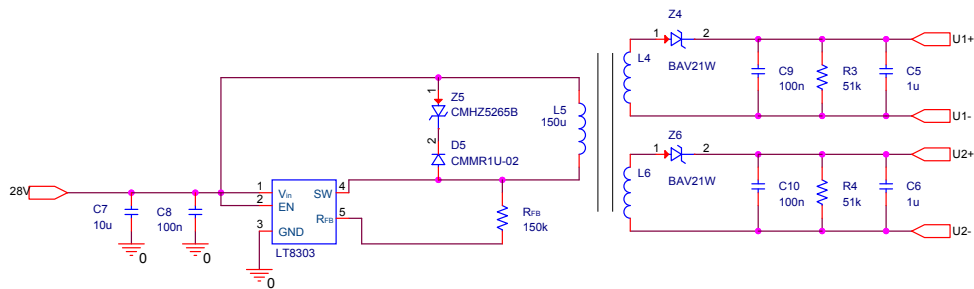 28V
C7
10u
0
C8
100n
0
1
Vin
2
EN
3
GND
SW
4
RFB
5
LT8303
0
1
Z5
CMHZ5265B
2
D5
CMMR1U-02
RFB
150k
L5
150u
L4
1
Z4
2
BAV21W
C9
100n
R3
51k
C5
1u
U1+
U1-
L6
1
Z6
2
BAV21W
C10
100n
R4
51k
C6
1u
U2+
U2-